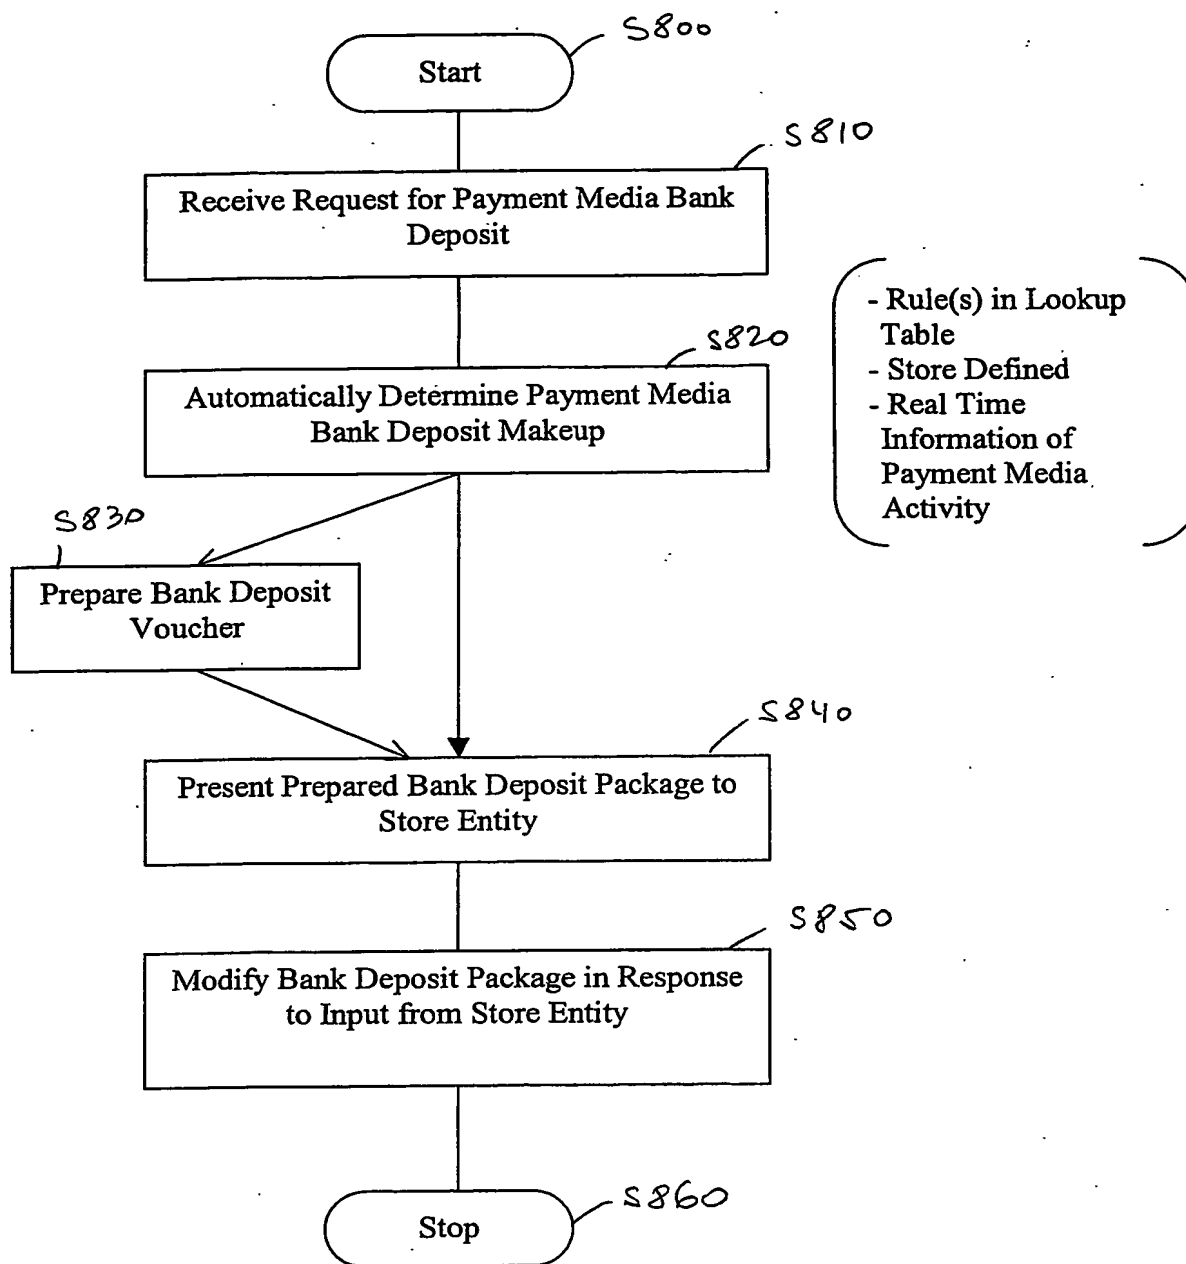 S800
Start
S810
Receive Request for Payment Media Bank
Deposit
S820
Automatically Determine Payment Media
Bank Deposit Makeup
- Rule(s) in Lookup
Table
- Store Defined
- Real Time
Information of
Payment Media
Activity
S830
Prepare Bank Deposit
Voucher
S840
Present Prepared Bank Deposit Package to
Store Entity
S850
Modify Bank Deposit Package in Response
to Input from Store Entity
S860
Stop